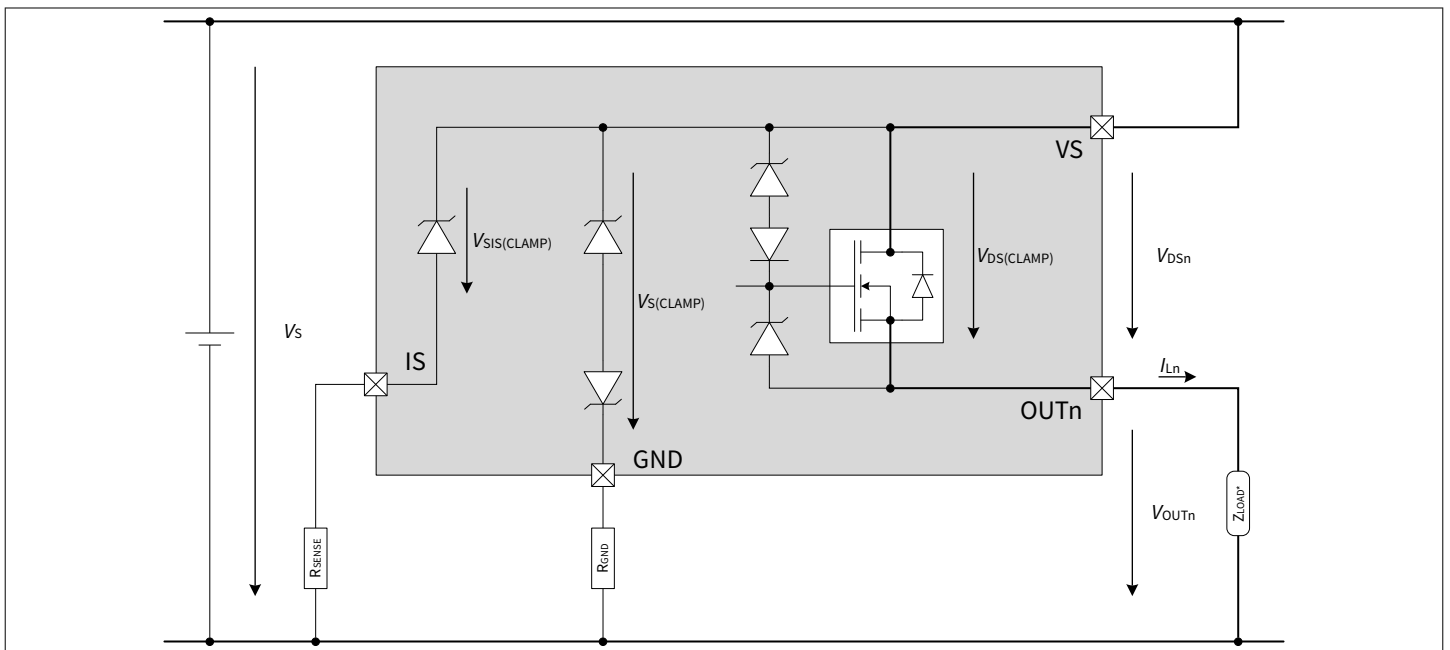 VS
VSIS(CLAMP)
VS(CLAMP)
VDS(CLAMP)
VDSn
VS
IS
ILn
OUTn
GND
VOUTn
ZLOAD*
RSENSE
RGND